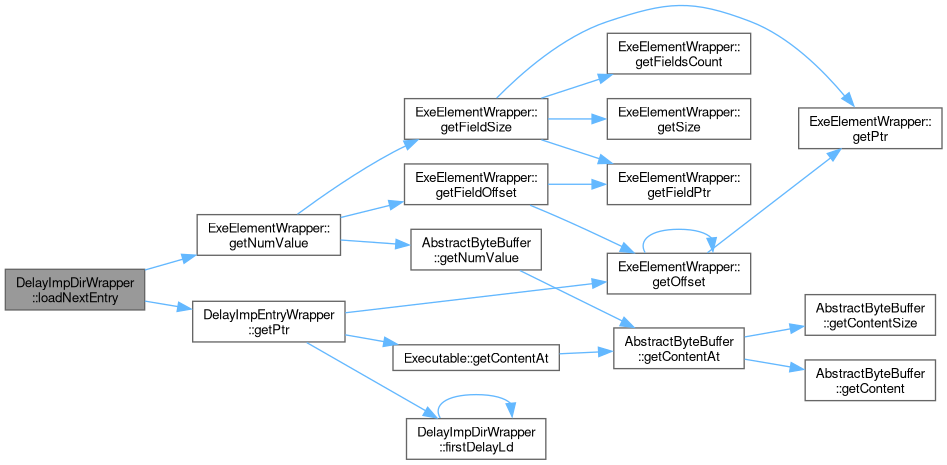 DelayImpDirWrapper
::loadNextEntry
ExeElementWrapper::
getNumValue
DelayImpEntryWrapper
::getPtr
ExeElementWrapper::
getFieldSize
ExeElementWrapper::
getFieldOffset
AbstractByteBuffer
::getNumValue
Executable::getContentAt
DelayImpDirWrapper
::firstDelayLd
ExeElementWrapper::
getFieldsCount
ExeElementWrapper::
getSize
ExeElementWrapper::
getFieldPtr
ExeElementWrapper::
getOffset
AbstractByteBuffer
::getContentAt
ExeElementWrapper::
getPtr
AbstractByteBuffer
::getContentSize
AbstractByteBuffer
::getContent